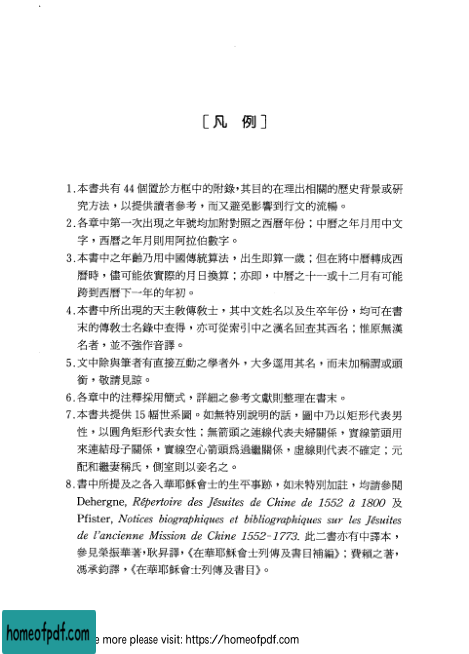 ［凡　例］
1.本書共有 44 個置於方框中的附錄，其目的在理出相關的歷史背景或研
究方法，以提供讀者參考，而又避免影響到行文的流暢。
2.各章中第一次出現之年號均加附對照之西曆年份；中曆之年月用中文
字，西曆之年月則用阿拉伯數字。
3.本書中之年齡乃用中國傳統算法，出生即算一歲；但在將中曆轉成西
曆時，儘可能依實際的月日換算；亦即，中曆之十一或十二月有可能
跨到西曆下一年的年初。
4.本書中所出現的天主教傳教士，其中文姓名以及生卒年份，均可在書
末的傳教士名錄中查得，亦可從索引中之漢名回查其西名；惟原無漢
名者，並不強作音譯。
5.文中除與筆者有直接互動之學者外，大多逕用其名，而未加稱謂或頭
銜，敬請見諒。
6.各章中的注釋採用簡式，詳細之參考文獻則整理在書末。
7.本書共提供 15 幅世系圖。如無特別說明的話，圖中乃以矩形代表男
性，以圓角矩形代表女性；無箭頭之連線代表夫婦關係，實線箭頭用
來連結母子關係，實線空心箭頭為過繼關係，虛線則代表不確定；元
配和繼妻稱氏，側室則以妾名之。
8.書中所提及之各入華耶穌會士的生平事跡，如未特別加註，均請參閱
Dehergne, Répertoire des Jésuites de Chine de 1552 à 1800 及
Pfister, Notices biographiques et bibliographiques sur les Jésuites
de l'ancienne Mission de Chine 1552-1773. 此二書亦有中譯本，
參見榮振華著，耿昇譯，《在華耶穌會士列傳及書目補編》；費賴之著，
馮承鈞譯，《在華耶穌會士列傳及書目》。
homeofpdf.com
e more please visit: https://homeofpdf.com